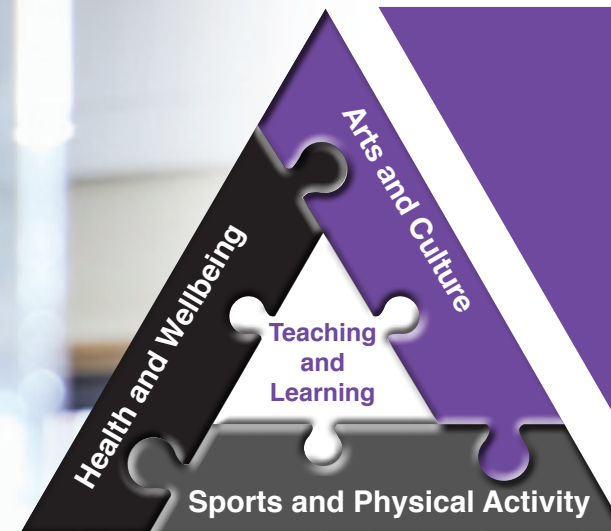 Arts and Culture
Health and Wellbeing
Teaching
and
Learning
Sports and Physical Activity